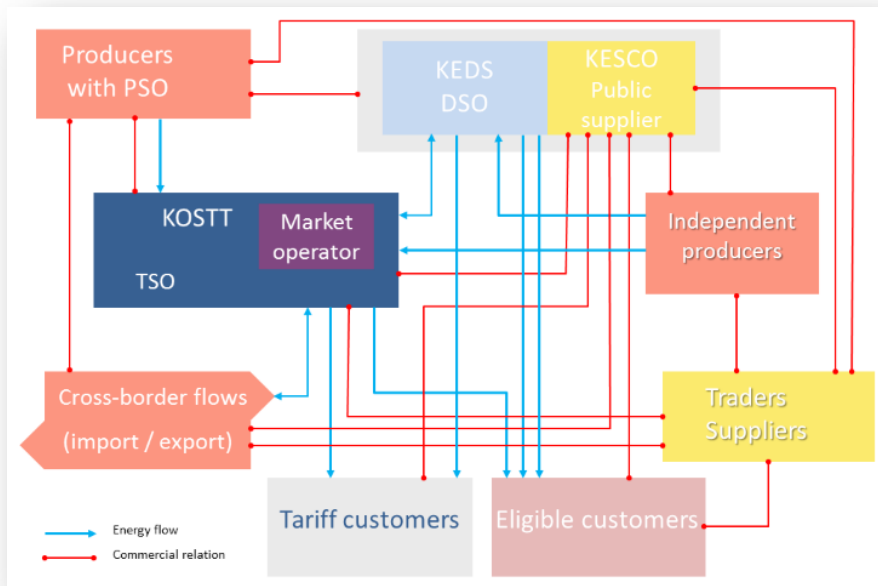 Producers
with PSO
KEDS
DSO
KESCO
Public
supplier
KOSTT
Market
operator
TSO
Independent
producers
Cross-border flows
(import / export)
Traders
Suppliers
Tariff customers
Eligible customers
Energy flow
Commercial relation